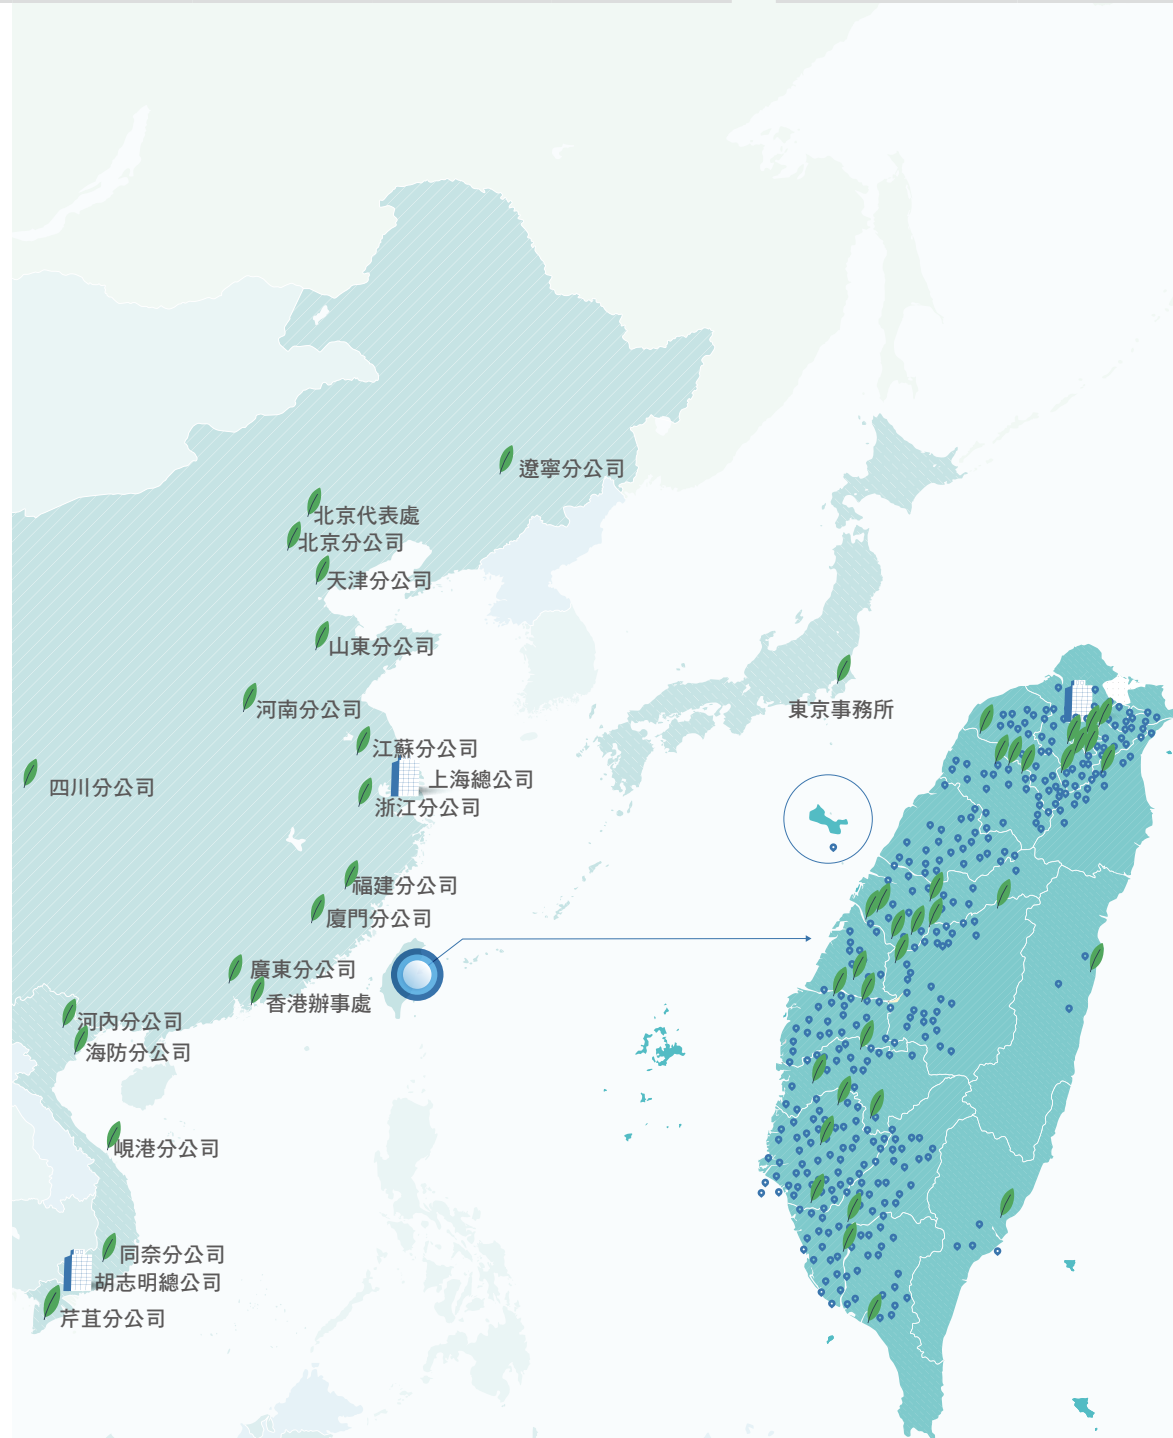 遼寧分公司
北京代表處
北京分公司
天津分公司
山東分公司
河南分公司
東京事務所
江蘇分公司
上海總公司
四川分公司
浙江分公司
福建分公司
廈門分公司
廣東分公司
香港辦事處
河內分公司
海防分公司
峴港分公司
同奈分公司
胡志明總公司
芹苴分公司